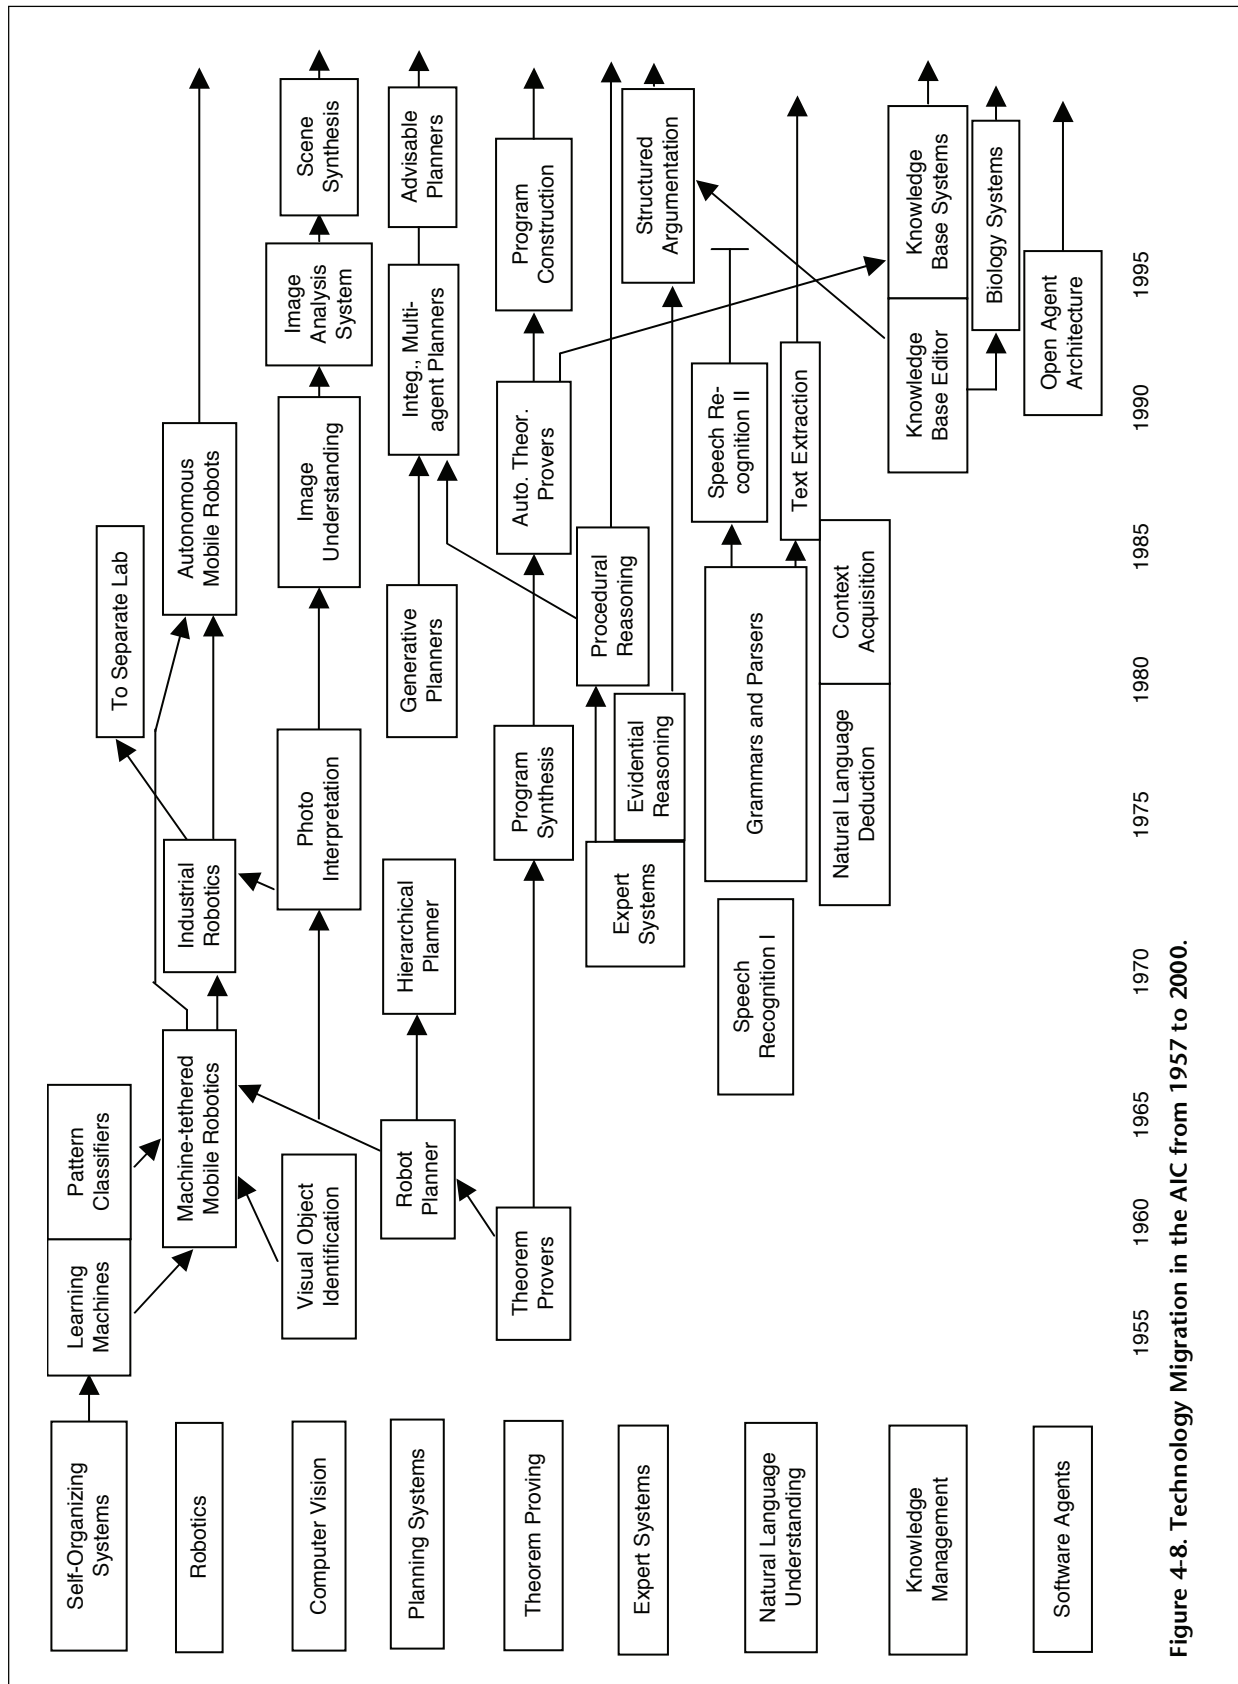 Self-Organizing
Systems
Learning
Machines
Pattern
Classifiers
To Separate Lab
Robotics
Machine-tethered
Mobile Robotics
Industrial
Robotics
Autonomous
Mobile Robots
Computer Vision
Visual Object
Identification
Photo
Interpretation
Image
Understanding
Image
Analysis
System
Scene
Synthesis
Planning Systems
Robot
Planner
Hierarchical
Planner
Generative
Planners
Integ., Multi-
agent Planners
Advisable
Planners
Theorem Proving
Theorem
Provers
Program
Synthesis
Auto. Theor.
Provers
Program
Construction
Expert Systems
Expert
Systems
Evidential
Reasoning
Procedural
Reasoning
Structured
Argumentation
Natural Language
Understanding
Speech
Recognition I
Grammars and Parsers
Speech Re-
cognition II
Text Extraction
Natural Language
Deduction
Context
Acquisition
Knowledge
Management
Knowledge
Base Editor
Knowledge
Base Systems
Biology Systems
Software Agents
Open Agent
Architecture
1955 1960 1965 1970 1975 1980 1985 1990 1995
Figure 4-8. Technology Migration in the AIC from 1957 to 2000.